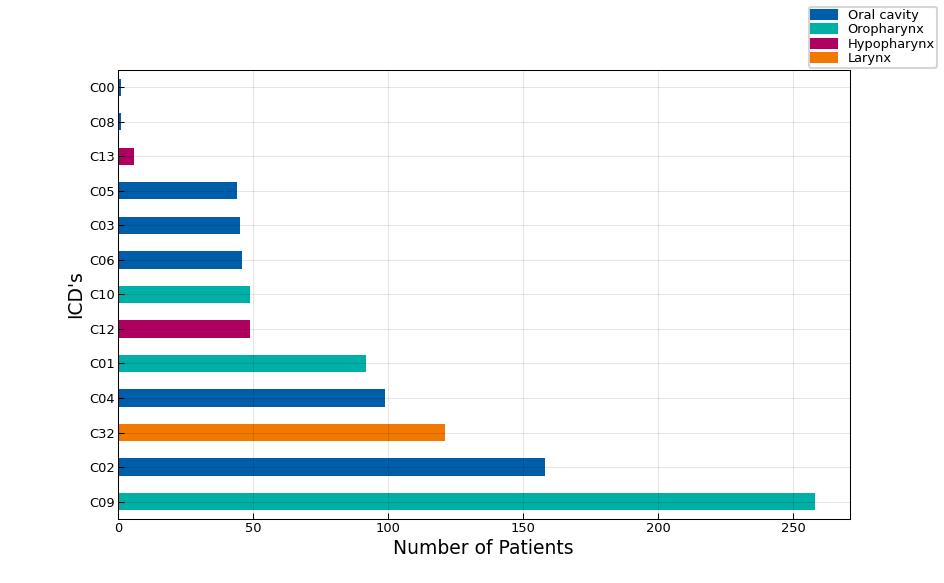 Oral cavity
Oropharynx
Hypopharynx
Larynx
C00
C08
C13
C05
C03
C06
C10
C12
C01
C04
C32
C02
C09
ICD's
0 50 100 150 200 250
Number of Patients